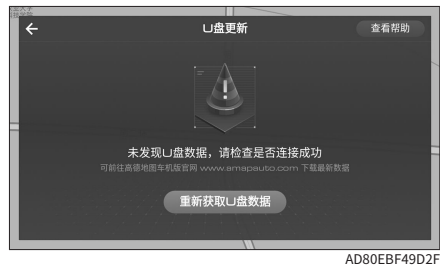 U盘更新
查看帮助
未发现U盘数据，请检查是否连接成功
可前往高德地图车机版官网 www.amapauto.com 下载最新数据
重新获取U盘数据
AD80EBF49D2F